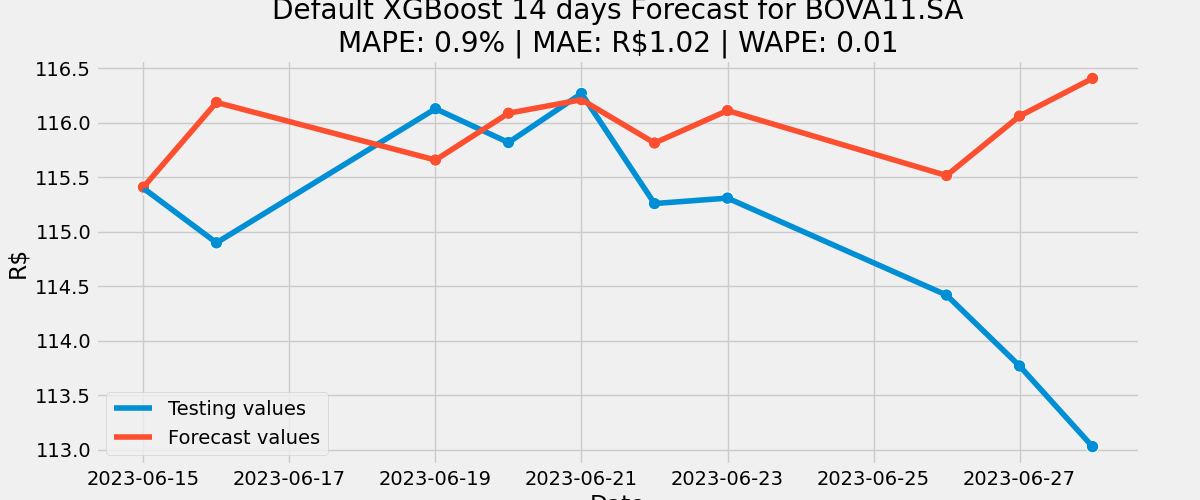 Default XGBoost 14 days Forecast for BOVA11.SA
MAPE: 0.9% | MAE: R$1.02 | WAPE: 0.01
R$
116.5
116.0
115.5
115.0
114.5
114.0
113.5
113.0
Testing values
Forecast values
2023-06-15 2023-06-17 2023-06-19 2023-06-21 2023-06-23 2023-06-25 2023-06-27
Date